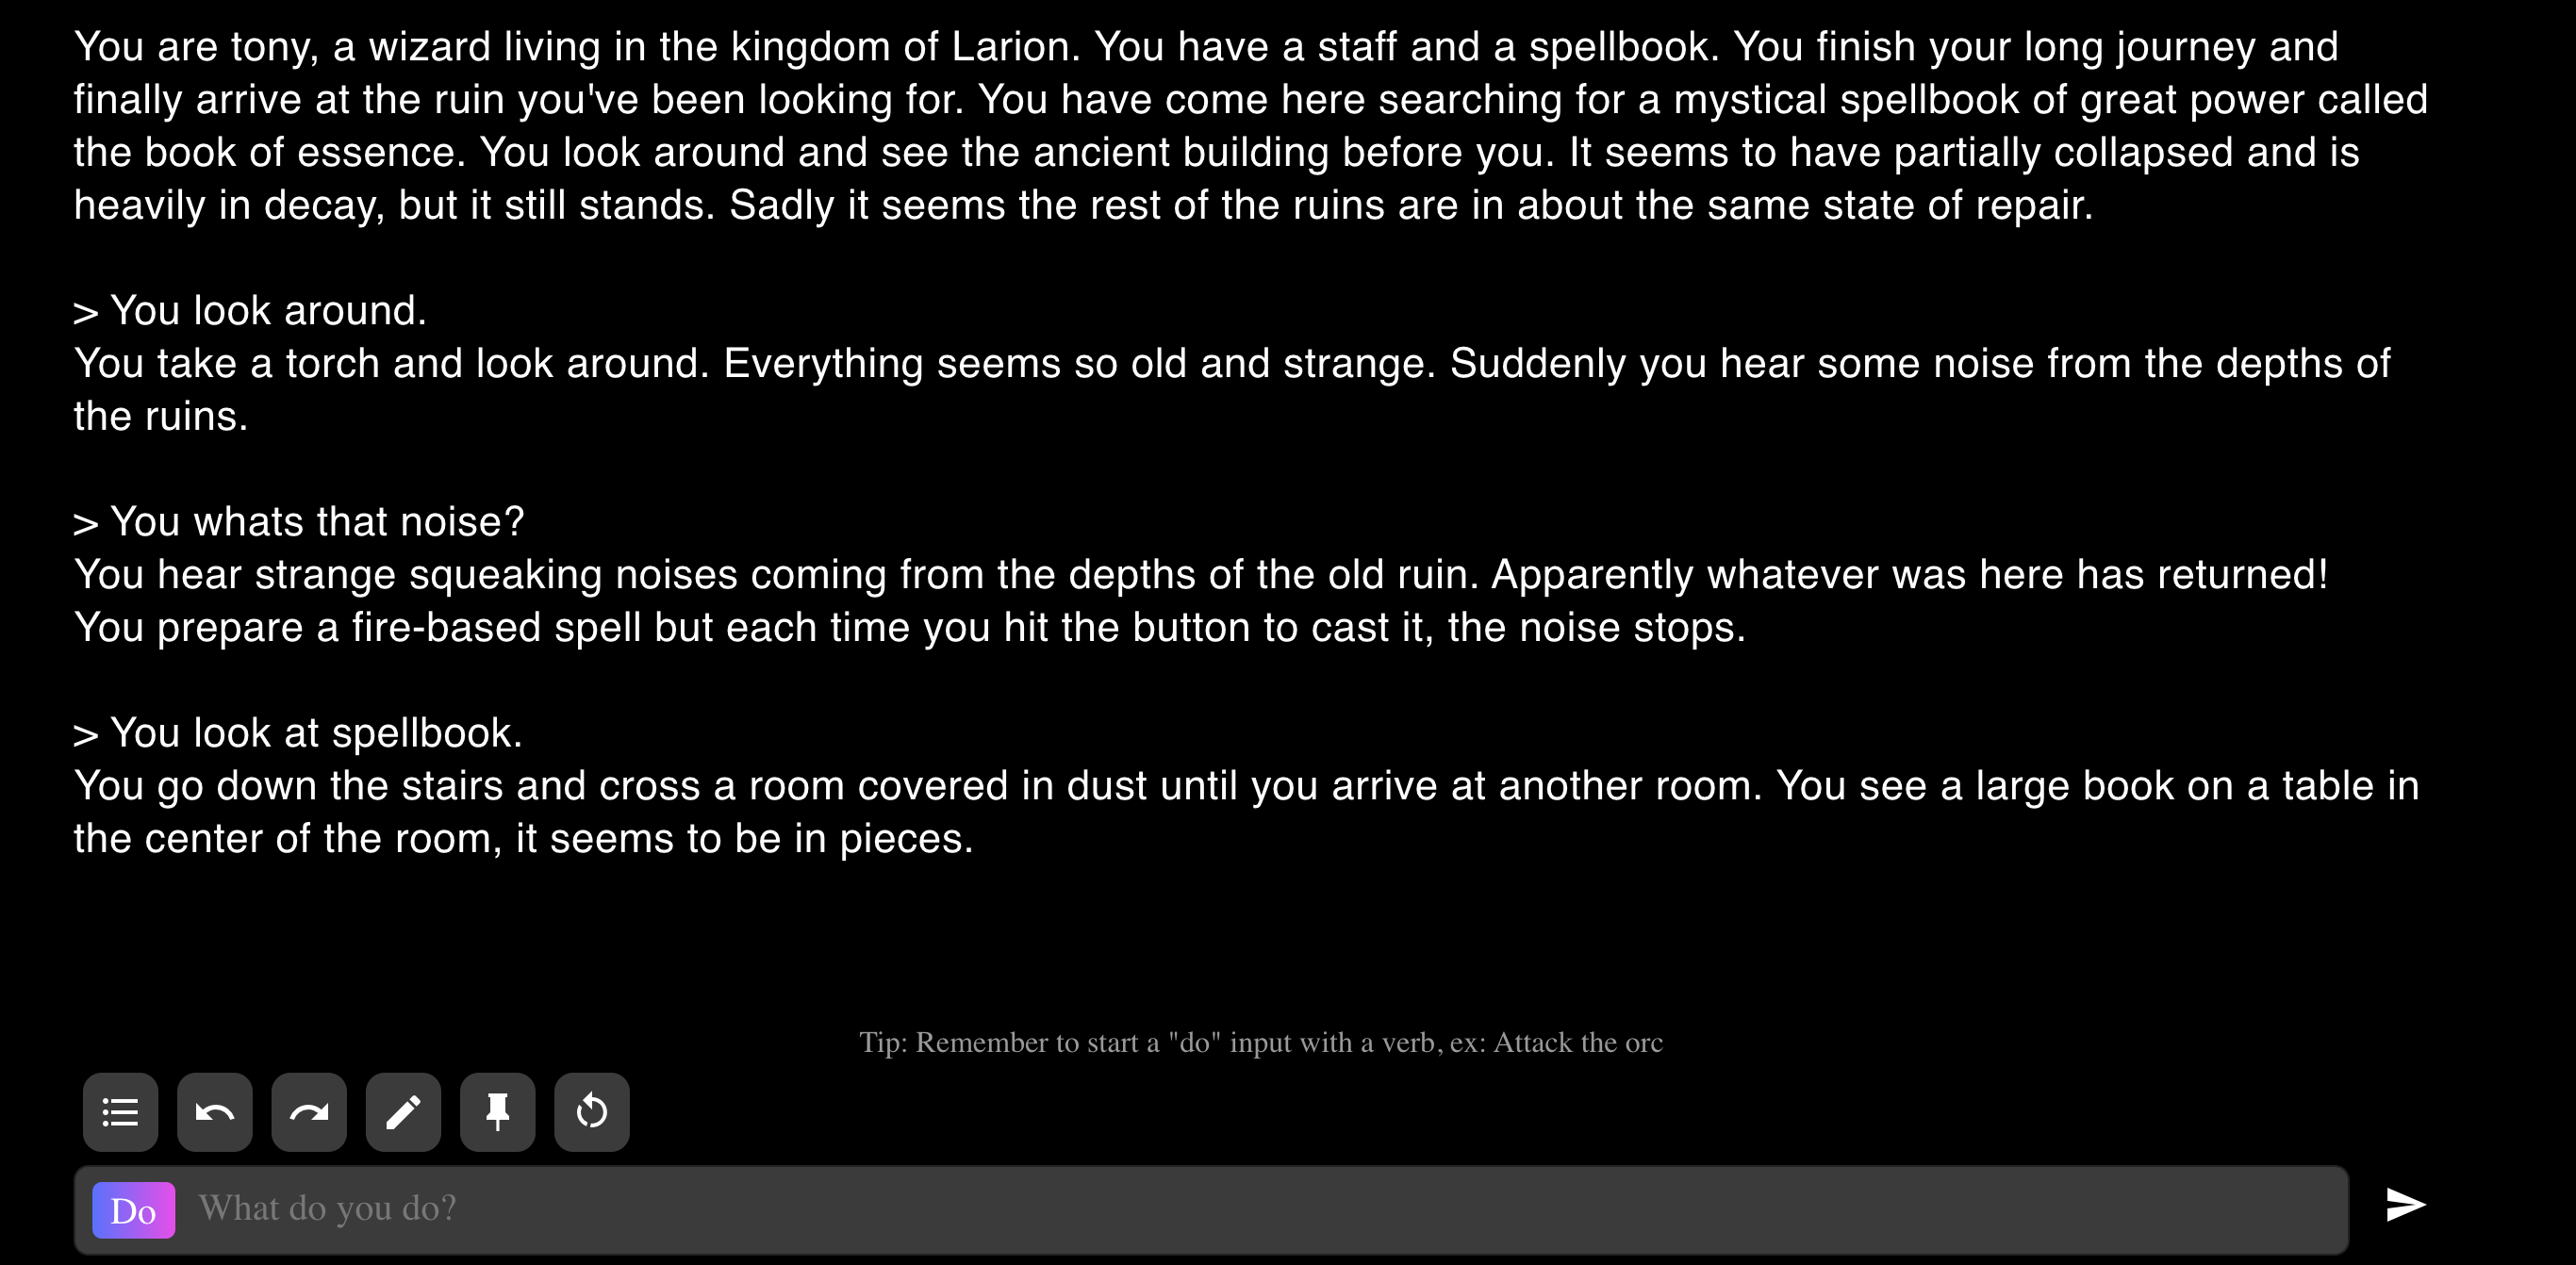 You are tony, a wizard living in the kingdom of Larion. You have a staff and a spellbook. You finish your long journey and
finally arrive at the ruin you've been looking for. You have come here searching for a mystical spellbook of great power called
the book of essence. You look around and see the ancient building before you. It seems to have partially collapsed and is
heavily in decay, but it still stands. Sadly it seems the rest of the ruins are in about the same state of repair.
> You look around.
You take a torch and look around. Everything seems so old and strange. Suddenly you hear some noise from the depths of
the ruins.
> You whats that noise?
You hear strange squeaking noises coming from the depths of the old ruin. Apparently whatever was here has returned!
You prepare a fire-based spell but each time you hit the button to cast it, the noise stops.
> You look at spellbook.
You go down the stairs and cross a room covered in dust until you arrive at another room. You see a large book on a table in
the center of the room, it seems to be in pieces.
Tip: Remember to start a "do" input with a verb, ex: Attack the orc
Do What do you do?